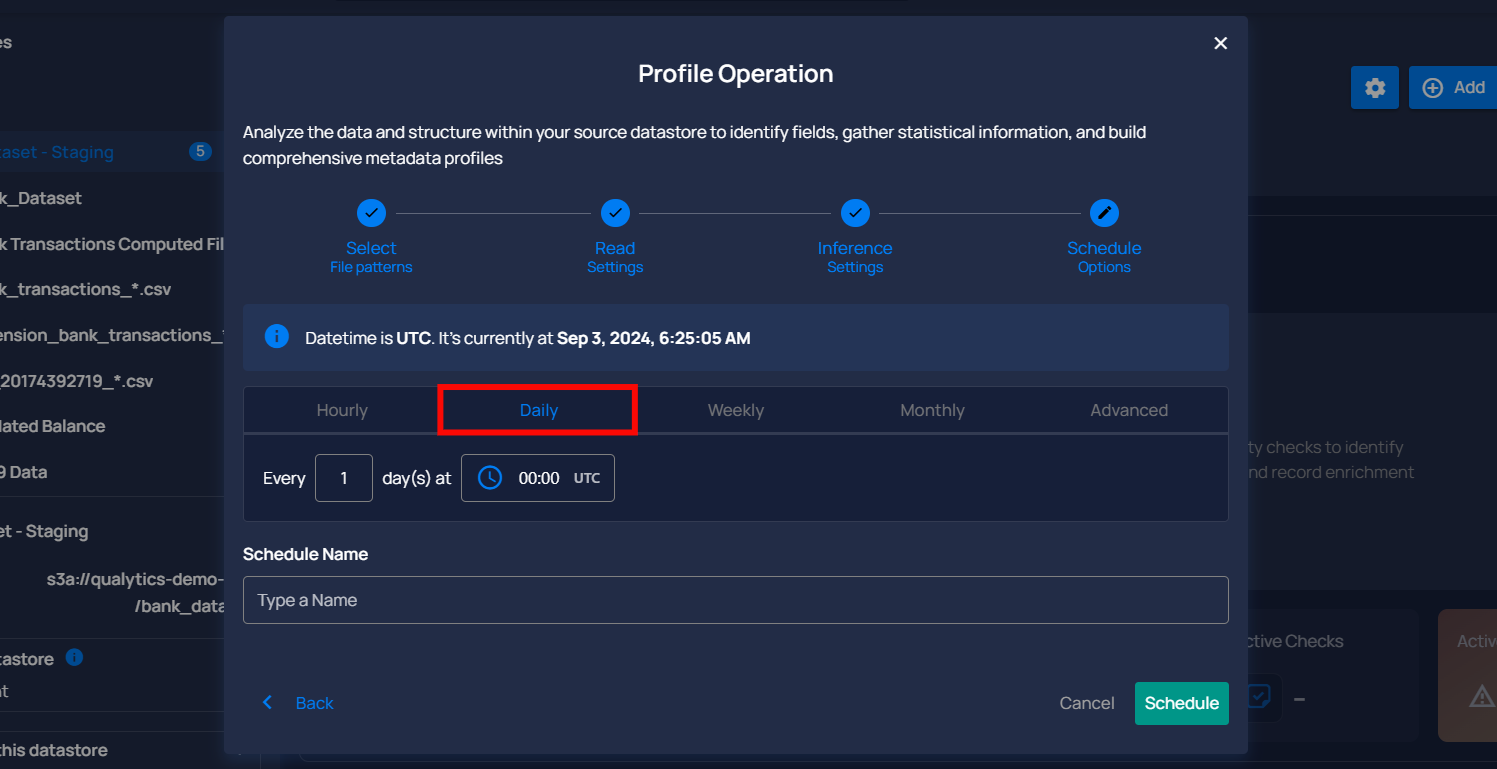 Profile Operation
Analyze the data and structure within your source datastore to identify fields, gather statistical information, and build
comprehensive metadata profiles
Select
File patterns
Read
Settings
Inference
Settings
Schedule
Options
Datetime is UTC. It's currently at Sep 3, 2024, 6:25:05 AM
Hourly Daily Weekly Monthly Advanced
Every 1 day(s) at 00:00 UTC
Schedule Name
Type a Name
Back
Cancel
Schedule
Add
taset - Staging 5
k_Dataset
k Transactions Computed Fil
k_transactions_*.csv
ension_bank_transactions_*
_20174392719_*.csv
lated Balance
9 Data
et - Staging
s3a://qualytics-demo-
/bank_data
tastore
this datastore
ty checks to identify
nd record enrichment
ctive Checks
–
Activ